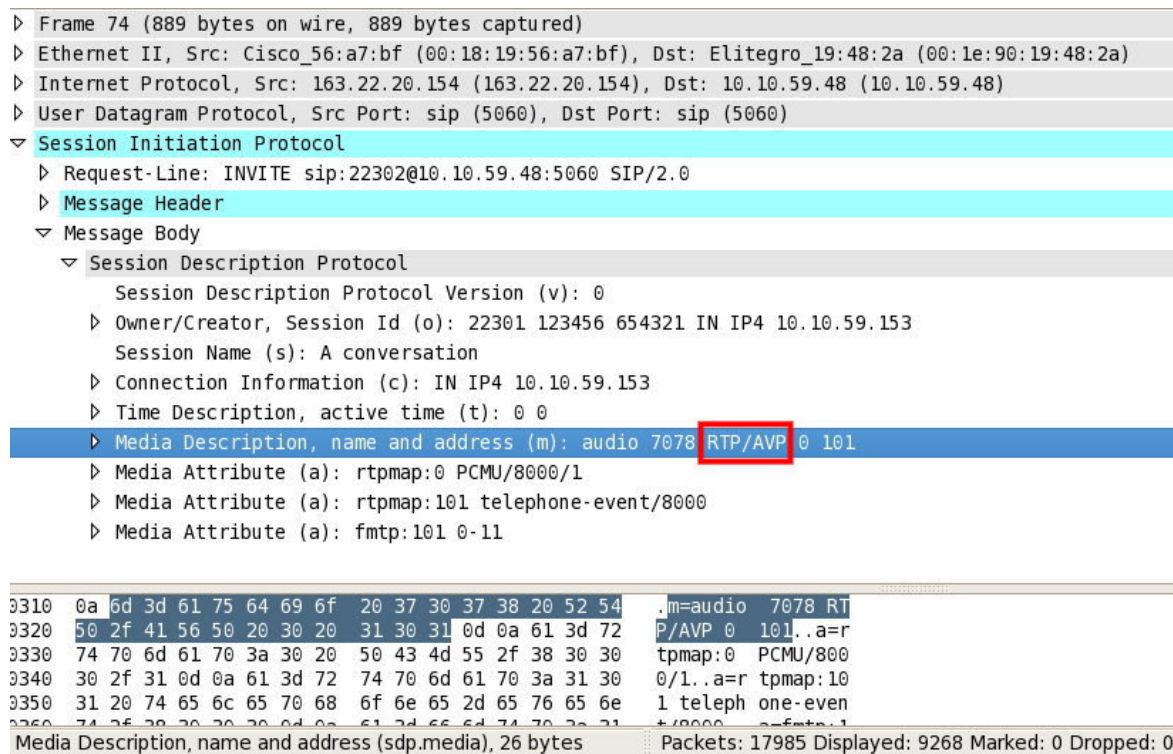 Frame 74 (889 bytes on wire, 889 bytes captured)
Ethernet II, Src: Cisco_56:a7:bf (00:18:19:56:a7:bf), Dst: Elitegro_19:48:2a (00:1e:90:19:48:2a)
Internet Protocol, Src: 163.22.20.154 (163.22.20.154), Dst: 10.10.59.48 (10.10.59.48)
User Datagram Protocol, Src Port: sip (5060), Dst Port: sip (5060)
Session Initiation Protocol
Request-Line: INVITE sip:22302@10.10.59.48:5060 SIP/2.0
Message Header
Message Body
Session Description Protocol
Session Description Protocol Version (v): 0
Owner/Creator, Session Id (o): 22301 123456 654321 IN IP4 10.10.59.153
Session Name (s): A conversation
Connection Information (c): IN IP4 10.10.59.153
Time Description, active time (t): 0 0
Media Description, name and address (m): audio 7078 RTP/AVP 0 101
Media Attribute (a): rtpmap:0 PCMU/8000/1
Media Attribute (a): rtpmap:101 telephone-event/8000
Media Attribute (a): fmtp:101 0-11
0310 0a 6d 3d 61 75 64 69 6f 20 37 30 37 38 20 52 54 .m=audio 7078 RT
0320 50 2f 41 56 50 20 30 20 31 30 31 0d 0a 61 3d 72 P/AVP 0 101..a=r
0330 74 70 6d 61 70 3a 30 20 50 43 4d 55 2f 38 30 30 tpmap:0 PCMU/800
0340 30 2f 31 0d 0a 61 3d 72 74 70 6d 61 70 3a 31 30 0/1..a=r tpmap:10
0350 31 20 74 65 6c 65 70 68 6f 6e 65 2d 65 76 65 6e 1 teleph one-even
Media Description, name and address (sdp.media), 26 bytes Packets: 17985 Displayed: 9268 Marked: 0 Dropped: